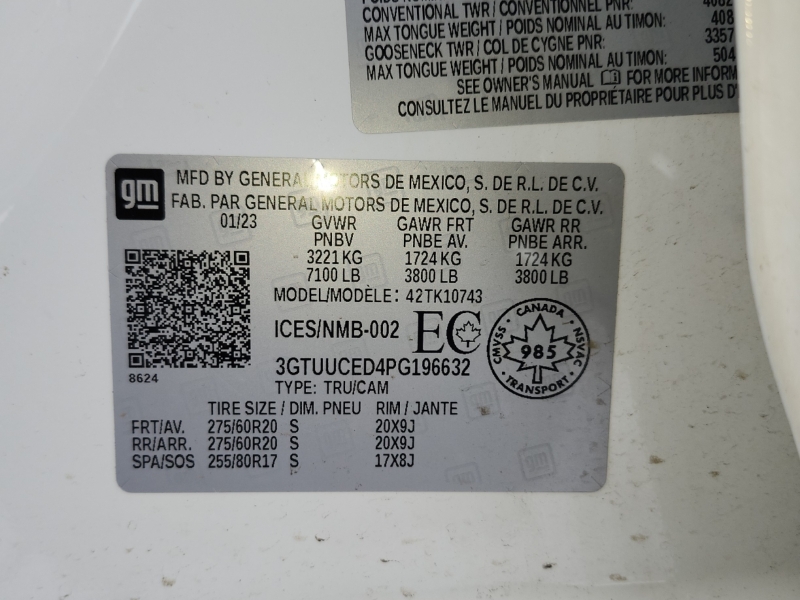 CONVENTIONAL TWR / CONVENTIONNEL PNR:
MAX TONGUE WEIGHT / POIDS NOMINAL AU TIMON: 408
GOOSENECK TWR / COL DE CYGNE PNR: 3357
MAX TONGUE WEIGHT / POIDS NOMINAL AU TIMON: 504
SEE OWNER'S MANUAL FOR MORE INFORM
CONSULTEZ LE MANUEL DU PROPRIÉTAIRE POUR PLUS D'
gm
MFD BY GENERAL MOTORS DE MEXICO, S. DE R.L. DE C.V.
FAB. PAR GENERAL MOTORS DE MEXICO, S. DE R.L. DE C.V.
01/23 GVWR GAWR FRT GAWR RR
PNBV PNBE AV. PNBE ARR.
3221 KG 1724 KG 1724 KG
7100 LB 3800 LB 3800 LB
MODEL/MODÈLE: 42TK10743
ICES/NMB-002 EC
CANADA
CMVSS 985 NSVAC
TRANSPORT
3GTUUCED4PG196632
8624
TYPE: TRU/CAM
TIRE SIZE / DIM. PNEU RIM / JANTE
FRT/AV. 275/60R20 S 20X9J
RR/ARR. 275/60R20 S 20X9J
SPA/SOS 255/80R17 S 17X8J